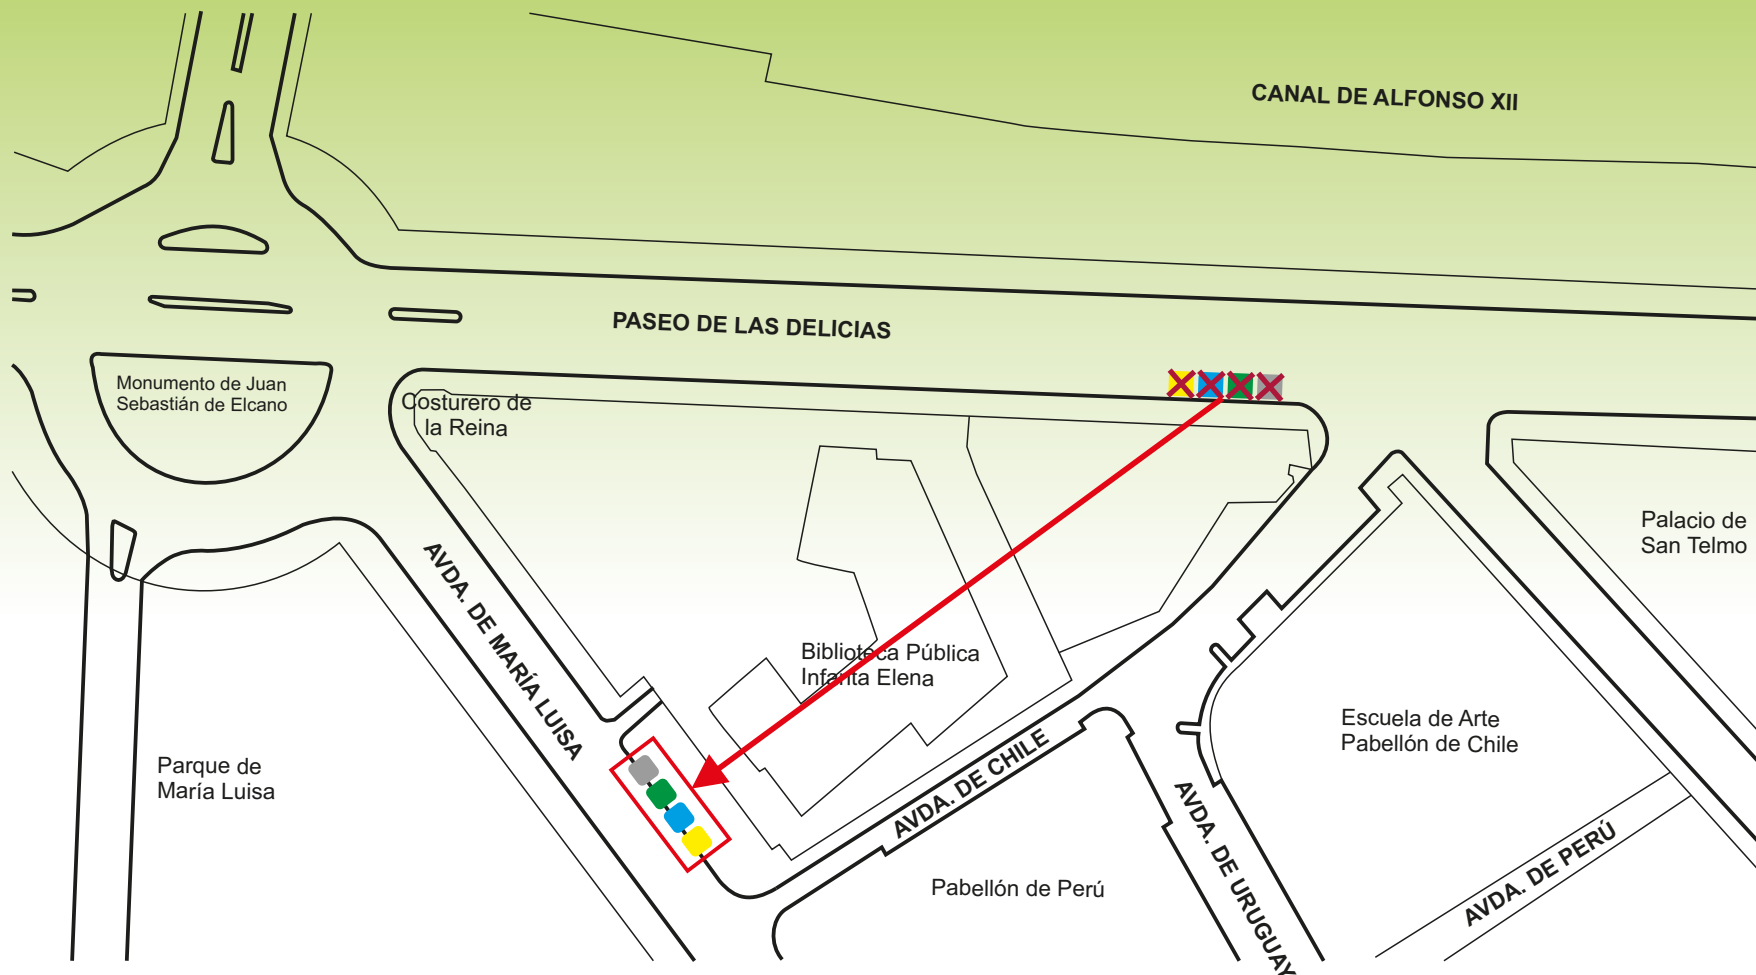 CANAL DE ALFONSO XII
PASEO DE LAS DELICIAS
Monumento de Juan
Sebastián de Elcano
Costurero de
la Reina
Palacio de
San Telmo
AVDA. DE MARÍA LUISA
Biblioteca Pública
Infanta Elena
Escuela de Arte
Pabellón de Chile
Parque de
María Luisa
AVDA. DE CHILE
AVDA. DE URUGUAY
AVDA. DE PERÚ
Pabellón de Perú